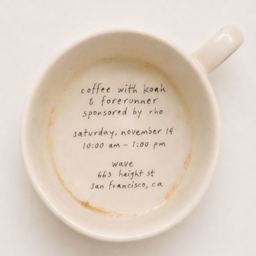 coffee with koah
& forerunner
sponsored by rho
saturday, november 14
10:00 am - 1:00 pm
wave
663 haight st
san francisco, ca